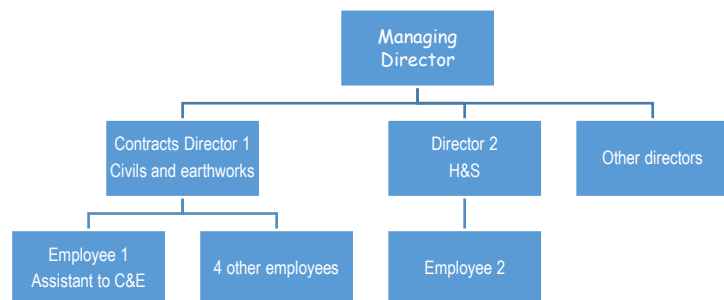 Managing
Director
Contracts Director 1
Civils and earthworks
Director 2
H&S
Other directors
Employee 1
Assistant to C&E
4 other employees
Employee 2